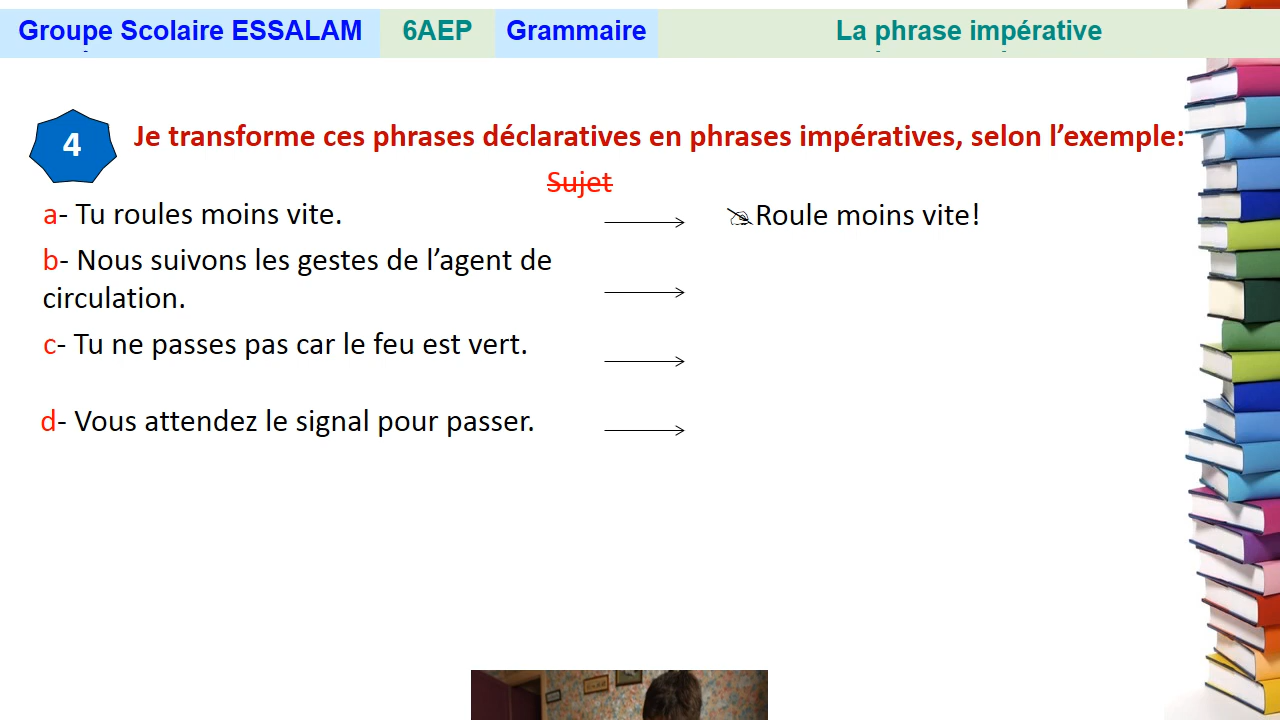 Groupe Scolaire ESSALAM 6AEP Grammaire La phrase impérative
4 Je transforme ces phrases déclaratives en phrases impératives, selon l’exemple:
Sujet
a- Tu roules moins vite. Roule moins vite!
b- Nous suivons les gestes de l’agent de
circulation.
c- Tu ne passes pas car le feu est vert.
d- Vous attendez le signal pour passer.